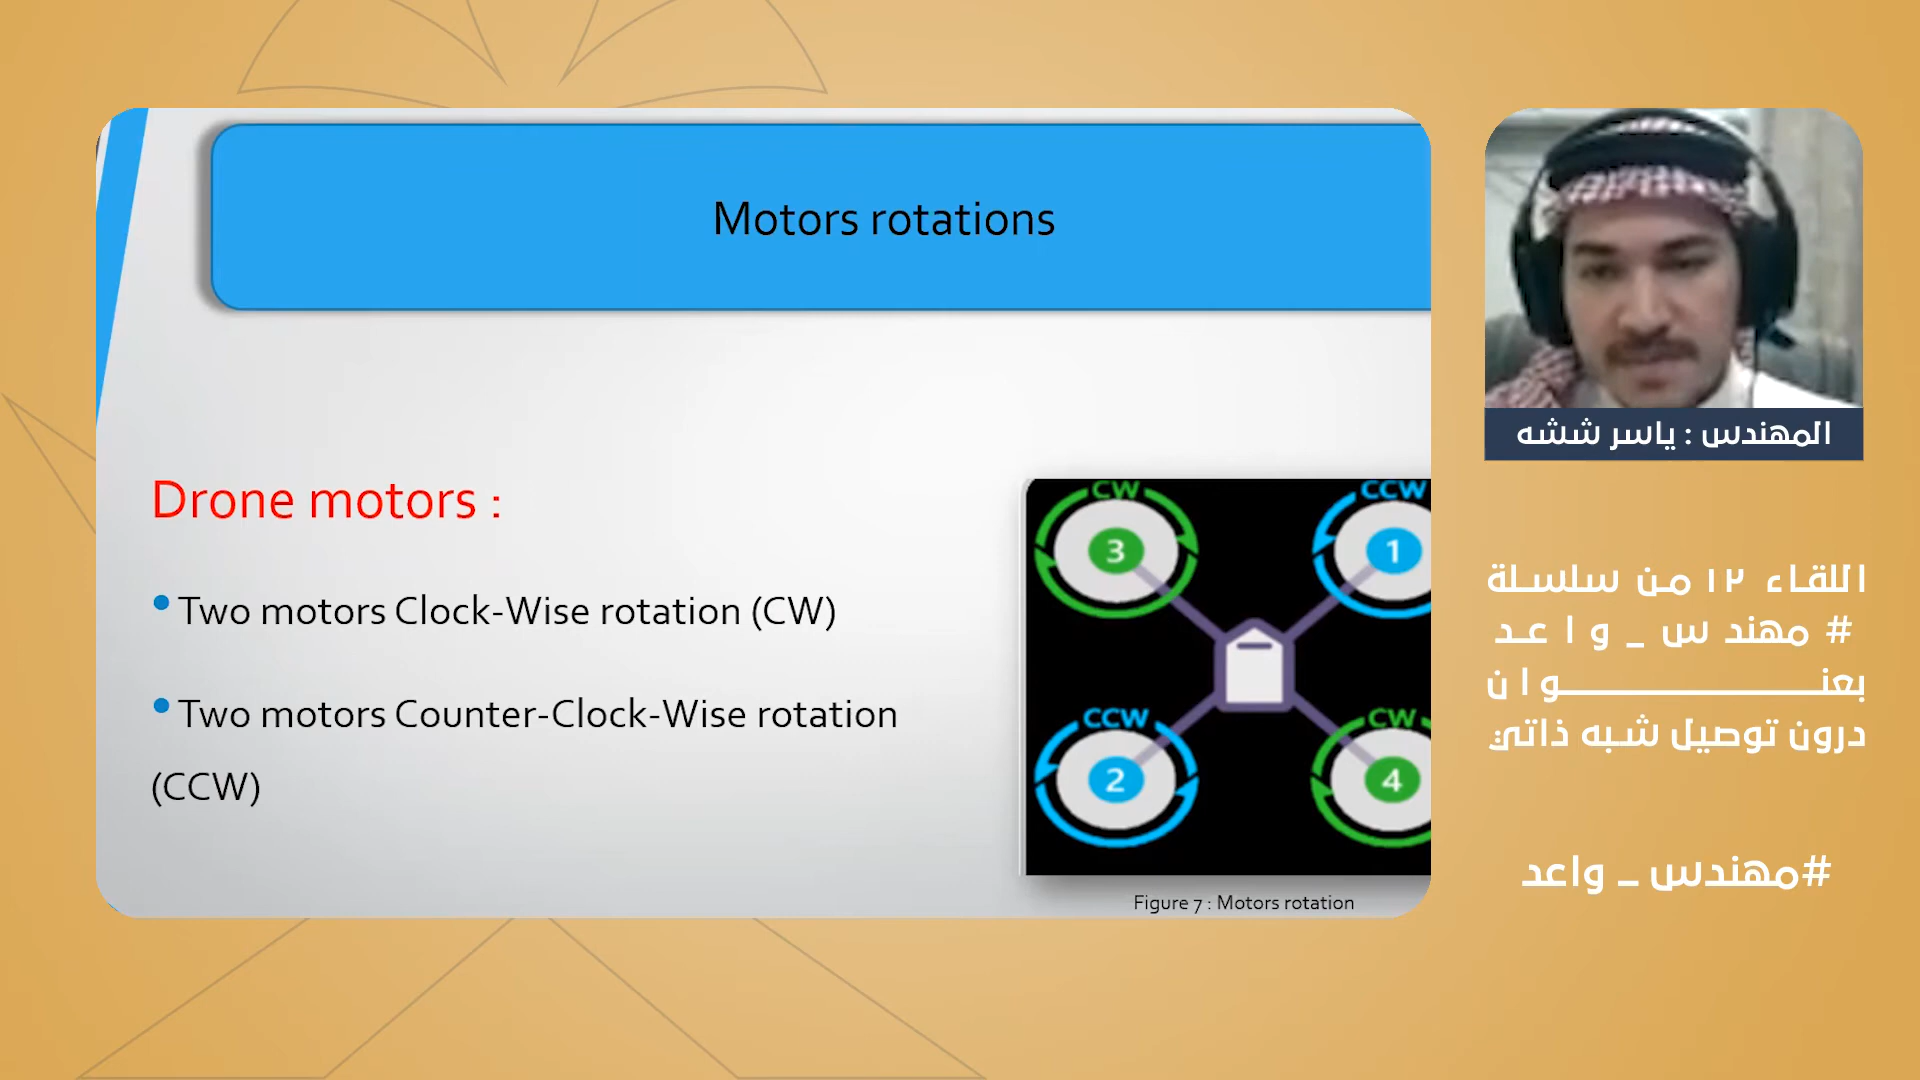 Motors rotations
Drone motors :
•Two motors Clock-Wise rotation (CW)
•Two motors Counter-Clock-Wise rotation
(CCW)
CW
CCW
3
1
CCW
CW
2
4
Figure 7 : Motors rotation
المهندس : ياسر ششه
اللقاء ١٢ من سلسلة
# مهندس _ واعد
بعنوان
درون توصيل شبه ذاتي
#مهندس _ واعد